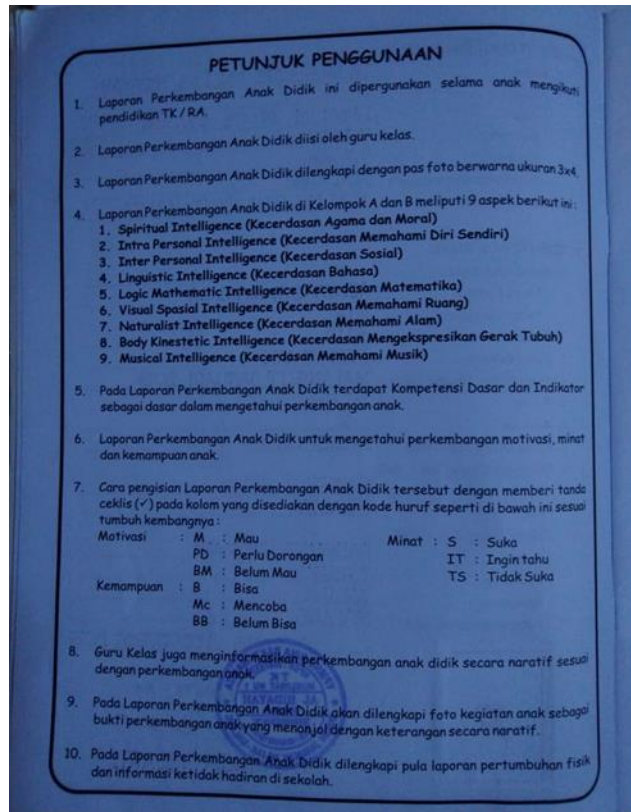 PETUNJUK PENGGUNAAN
1. Laporan Perkembangan Anak Didik ini dipergunakan selama anak mengikuti
pendidikan TK / RA.
2. Laporan Perkembangan Anak Didik diisi oleh guru kelas.
3. Laporan Perkembangan Anak Didik dilengkapi dengan pas foto berwarna ukuran 3x4.
4. Laporan Perkembangan Anak Didik di Kelompok A dan B meliputi 9 aspek berikut ini :
1. Spiritual Intelligence (Kecerdasan Agama dan Moral)
2. Intra Personal Intelligence (Kecerdasan Memahami Diri Sendiri)
3. Inter Personal Intelligence (Kecerdasan Sosial)
4. Linguistic Intelligence (Kecerdasan Bahasa)
5. Logic Mathematic Intelligence (Kecerdasan Matematika)
6. Visual Spasial Intelligence (Kecerdasan Memahami Ruang)
7. Naturalist Intelligence (Kecerdasan Memahami Alam)
8. Body Kinestetic Intelligence (Kecerdasan Mengekspresikan Gerak Tubuh)
9. Musical Intelligence (Kecerdasan Memahami Musik)
5. Pada Laporan Perkembangan Anak Didik terdapat Kompetensi Dasar dan Indikator
sebagai dasar dalam mengetahui perkembangan anak.
6. Laporan Perkembangan Anak Didik untuk mengetahui perkembangan motivasi, minat
dan kemampuan anak.
7. Cara pengisian Laporan Perkembangan Anak Didik tersebut dengan memberi tanda
ceklis (✓) pada kolom yang disediakan dengan kode huruf seperti di bawah ini sesuai
tumbuh kembangnya :
Motivasi : M : Mau Minat : S : Suka
PD : Perlu Dorongan IT : Ingin tahu
BM : Belum Mau TS : Tidak Suka
Kemampuan : B : Bisa
Mc : Mencoba
BB : Belum Bisa
8. Guru Kelas juga menginformasikan perkembangan anak didik secara naratif sesuai
dengan perkembangan anak.
9. Pada Laporan Perkembangan Anak Didik akan dilengkapi foto kegiatan anak sebagai
bukti perkembangan anak yang menonjol dengan keterangan secara naratif.
10. Pada Laporan Perkembangan Anak Didik dilengkapi pula laporan pertumbuhan fisik
dan informasi ketidak hadiran di sekolah.